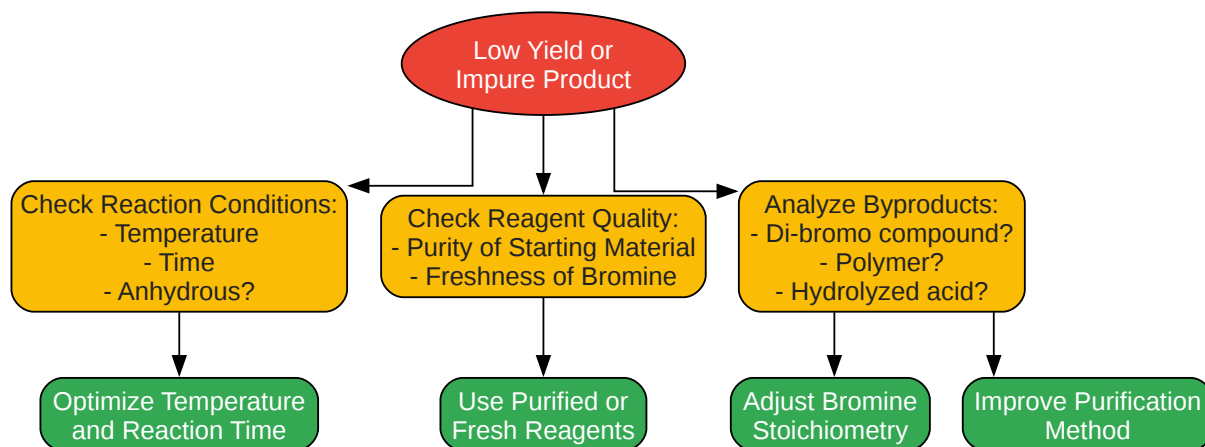 Low Yield or
Impure Product
Check Reaction Conditions:
- Temperature
- Time
- Anhydrous?
Check Reagent Quality:
- Purity of Starting Material
- Freshness of Bromine
Analyze Byproducts:
- Di-bromo compound?
- Polymer?
- Hydrolyzed acid?
Optimize Temperature
and Reaction Time
Use Purified or
Fresh Reagents
Adjust Bromine
Stoichiometry
Improve Purification
Method